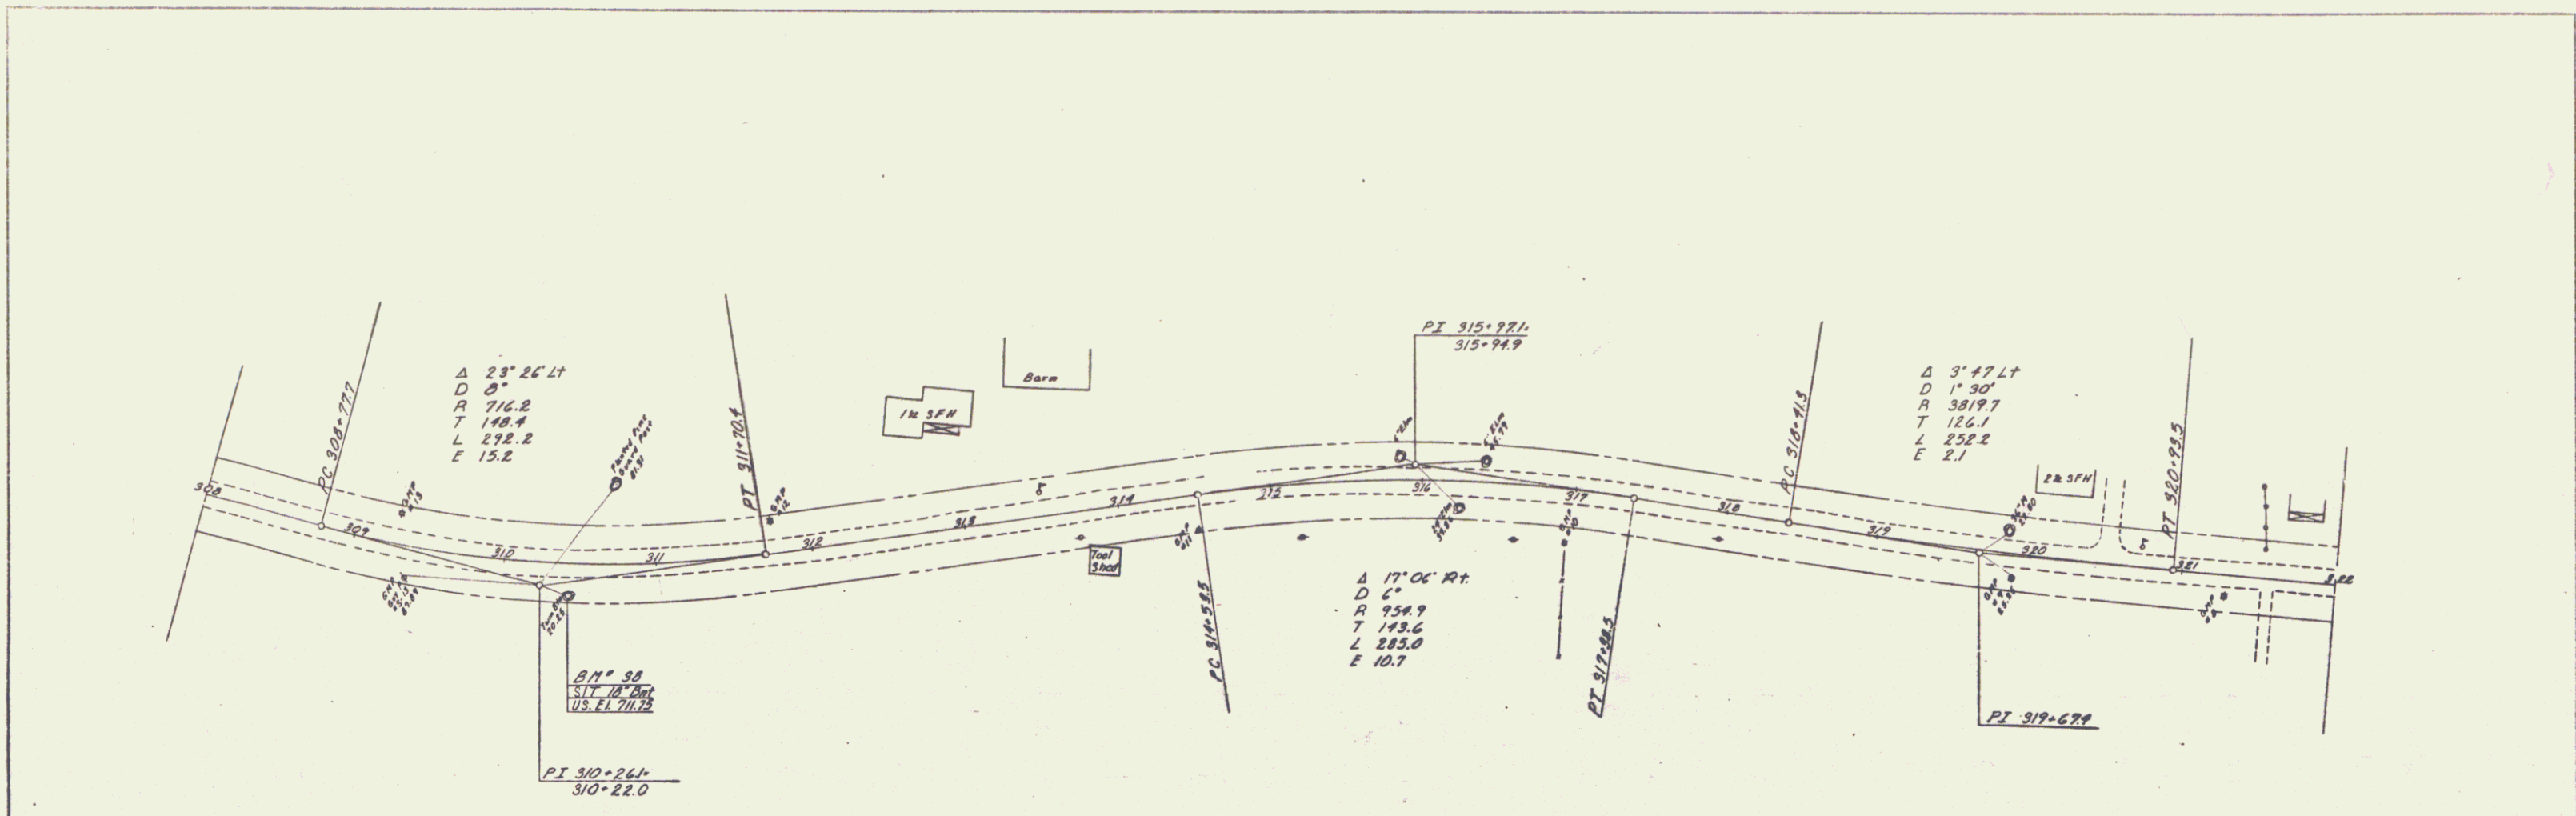 308
PC 308+77.7
309
Δ 23° 26' Lt
D 8°
R 716.2
T 148.4
L 292.2
E 15.2
310
311
BM# 38
SIT 18" Bnt
US. El. 711.75
PI 310+26.1=
310+22.0
PT 311+70.4
312
1½ SFH
Barn
313
314
Tool
Shed
PC 314+53.5
315
PI 315+97.1=
315+94.9
316
317
Δ 17° 06' Rt.
D 6°
R 954.9
T 143.6
L 285.0
E 10.7
PT 317+38.5
318
PC 318+41.3
319
Δ 3° 47' Lt
D 1° 30'
R 3819.7
T 126.1
L 252.2
E 2.1
2½ SFH
320
PI 319+67.4
PT 320+93.5
321
322